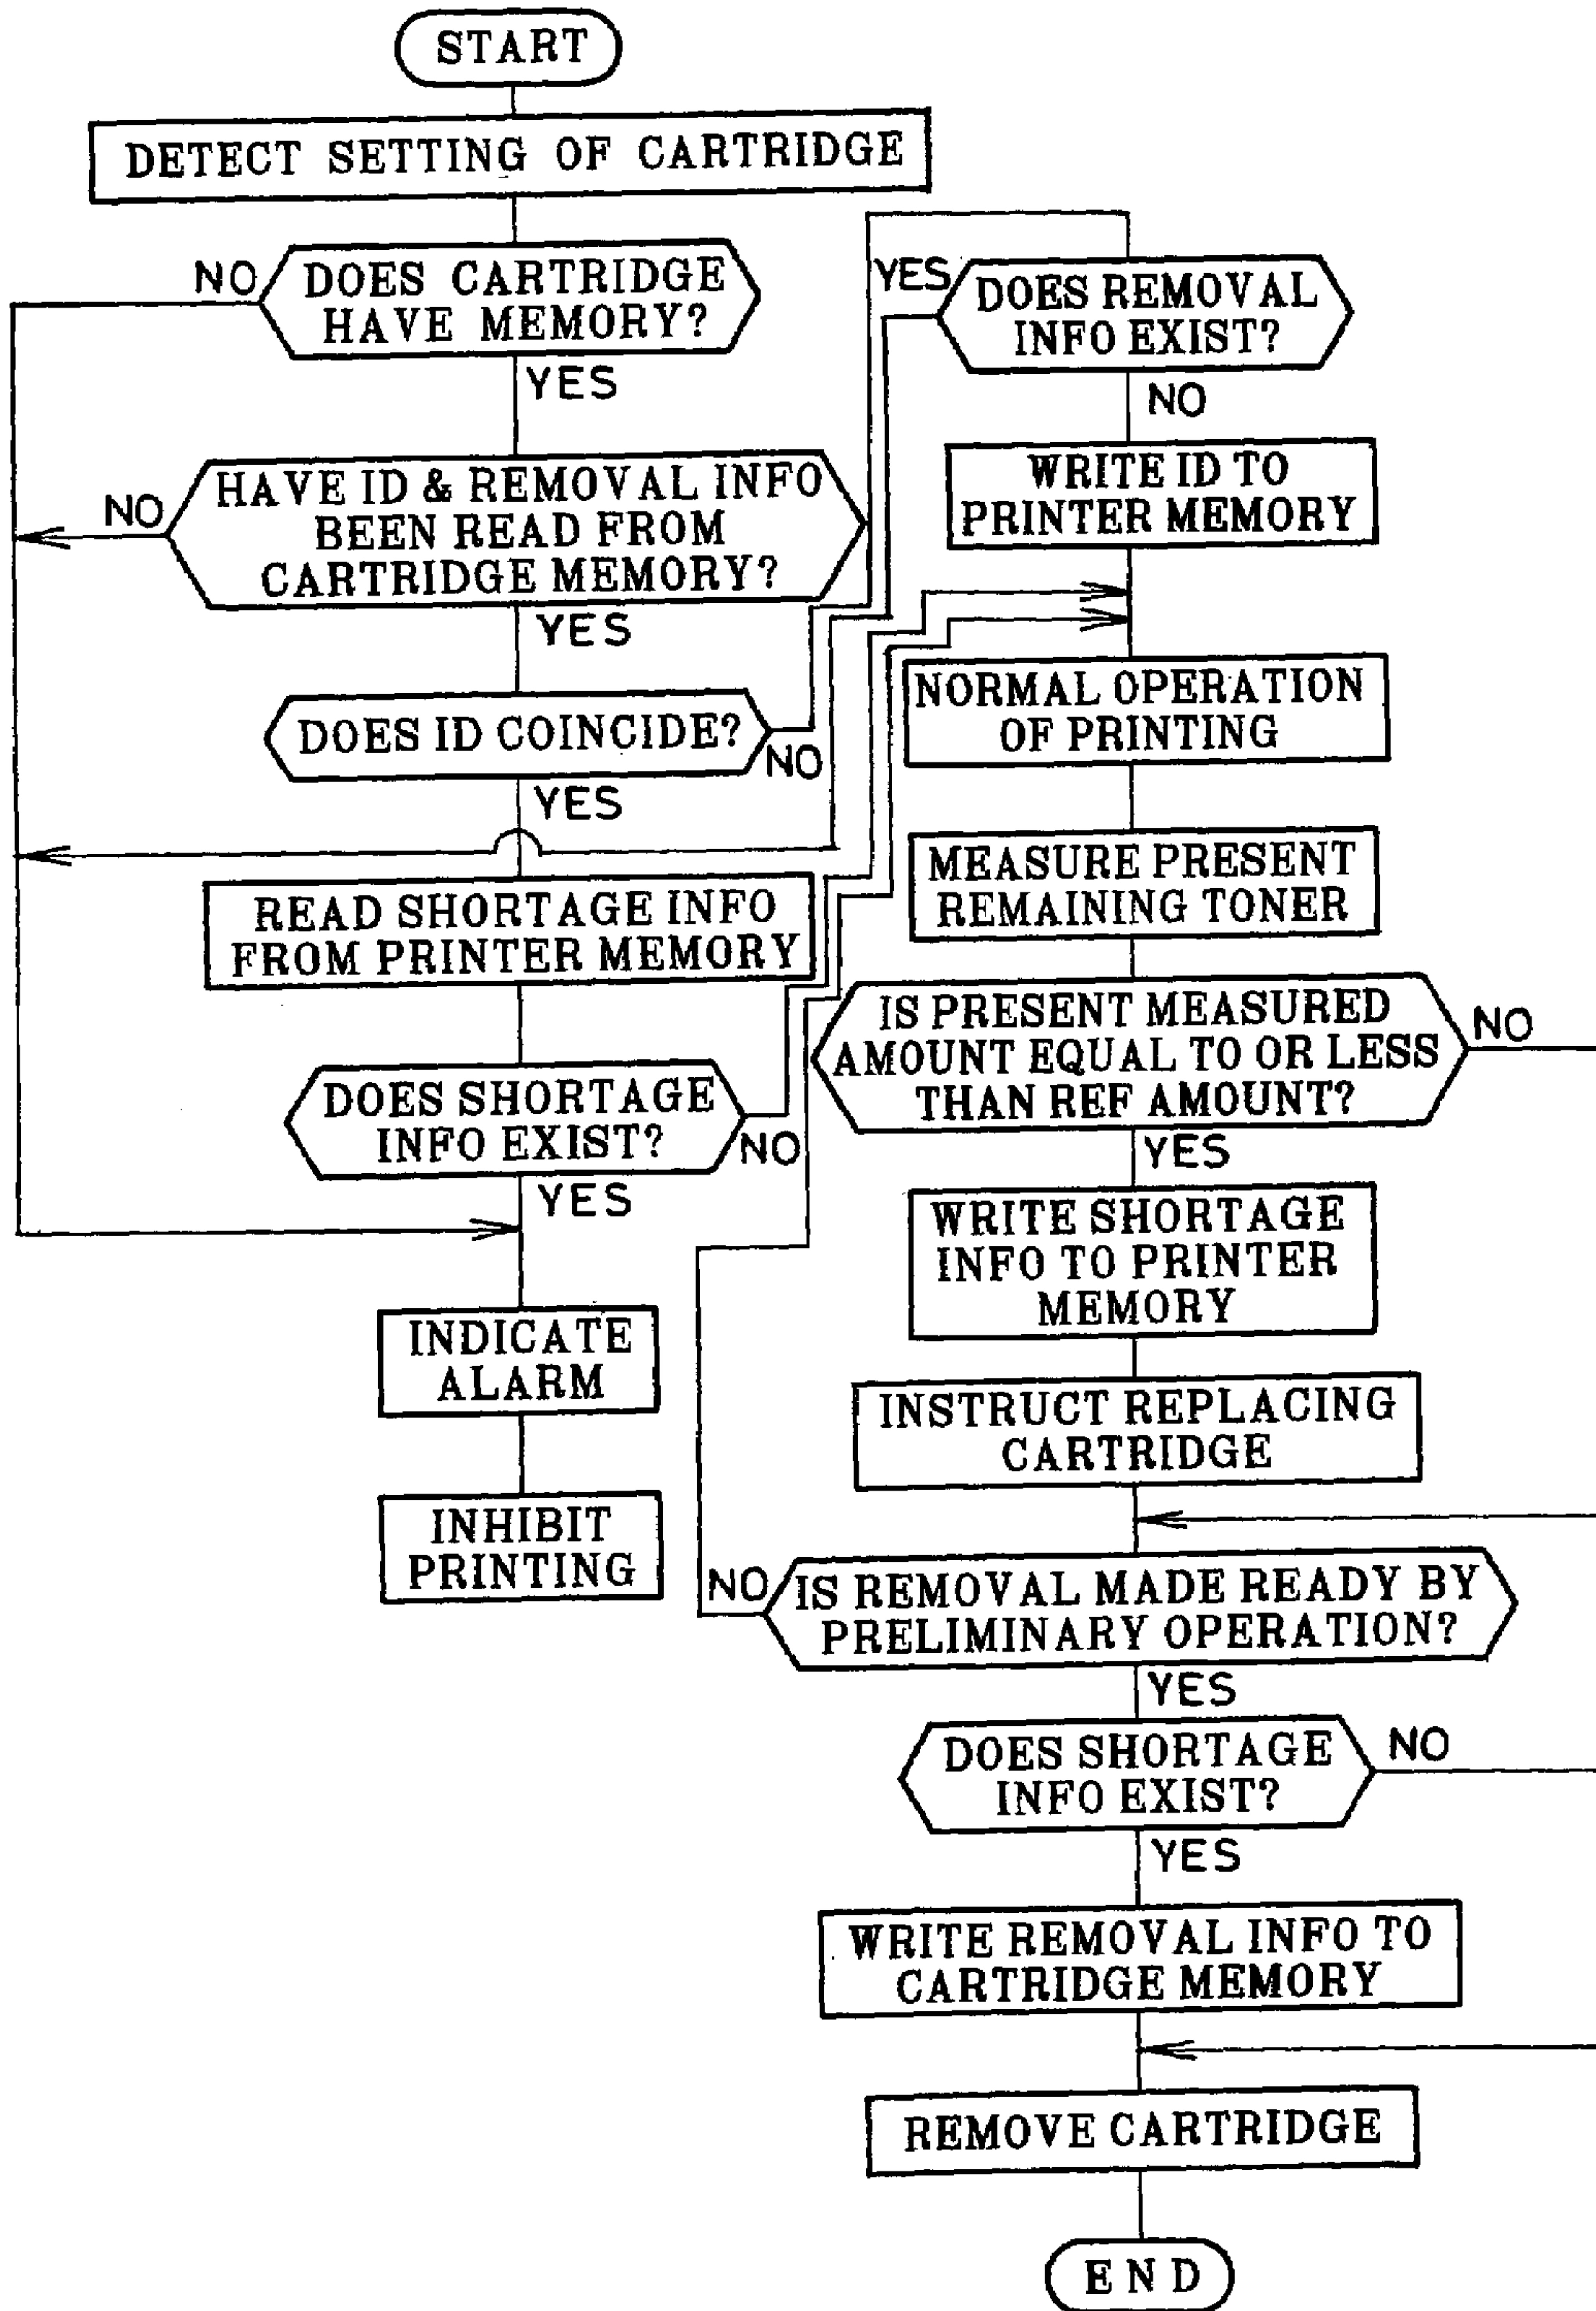 START
DETECT SETTING OF CARTRIDGE
NO
DOES CARTRIDGE
HAVE MEMORY?
YES
HAVE ID & REMOVAL INFO
BEEN READ FROM
CARTRIDGE MEMORY?
NO
YES
DOES ID COINCIDE?
NO
YES
READ SHORTAGE INFO
FROM PRINTER MEMORY
DOES SHORTAGE
INFO EXIST?
NO
YES
INDICATE
ALARM
INHIBIT
PRINTING
YES
DOES REMOVAL
INFO EXIST?
NO
WRITE ID TO
PRINTER MEMORY
NORMAL OPERATION
OF PRINTING
MEASURE PRESENT
REMAINING TONER
IS PRESENT MEASURED
AMOUNT EQUAL TO OR LESS
THAN REF AMOUNT?
NO
YES
WRITE SHORTAGE
INFO TO PRINTER
MEMORY
INSTRUCT REPLACING
CARTRIDGE
NO
IS REMOVAL MADE READY BY
PRELIMINARY OPERATION?
YES
DOES SHORTAGE
INFO EXIST?
NO
YES
WRITE REMOVAL INFO TO
CARTRIDGE MEMORY
REMOVE CARTRIDGE
END